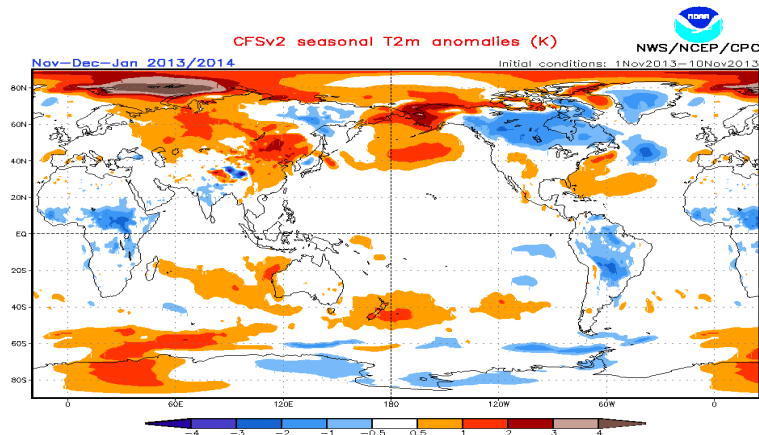 NOAA
CFSv2 seasonal T2m anomalies (K)
NWS/NCEP/CPC
Nov-Dec-Jan 2013/2014
Initial conditions: 1Nov2013-10Nov2013
80N
60N
40N
20N
EQ
20S
40S
60S
80S
0 60E 120E 180 120W 60W 0
-4 -3 -2 -1 -0.5 0.5 1 2 3 4